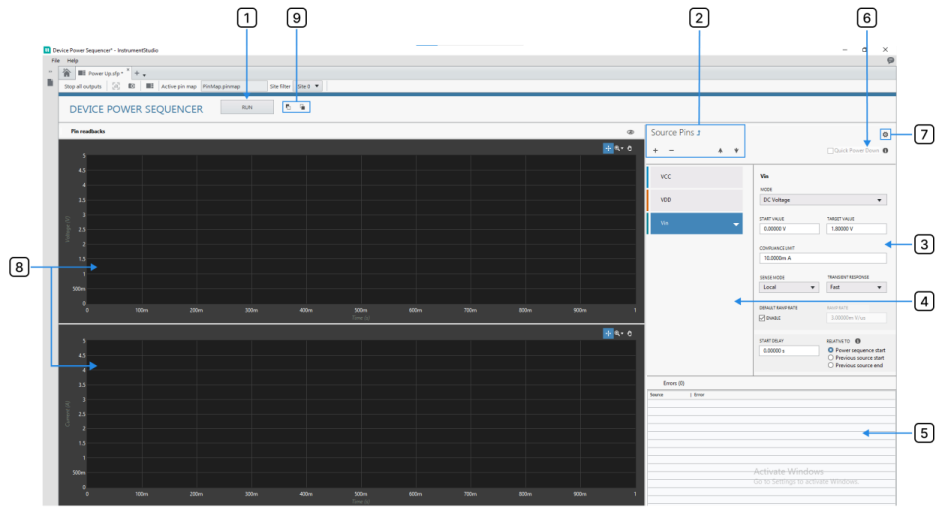 1
9
2
6
Device Power Sequencer* - InstrumentStudio
File Help
Power Up.sfp *
Stop all outputs
Active pin map PinMap.pinmap
Site filter Site 0
DEVICE POWER SEQUENCER
RUN
Pin readbacks
Source Pins
7
Quick Power Down
5
4.5
4
3.5
3
2.5
2
1.5
1
500m
0
Voltage (V)
0 100m 200m 300m 400m 500m 600m 700m 800m 900m 1
Time (s)
8
VCC
VDD
Vin
Vin
MODE
DC Voltage
START VALUE TARGET VALUE
0.00000 V 1.80000 V
3
COMPLIANCE LIMIT
10.0000m A
SENSE MODE TRANSIENT RESPONSE
Local Fast
4
DEFAULT RAMP RATE RAMP RATE
ENABLE 3.00000m V/us
START DELAY RELATIVE TO
0.00000 s Power sequence start
Previous source start
Previous source end
5
4.5
4
3.5
3
2.5
2
1.5
1
500m
0
Current (A)
0 100m 200m 300m 400m 500m 600m 700m 800m 900m 1
Time (s)
Errors (0)
Source Error
5
Activate Windows
Go to Settings to activate Windows.